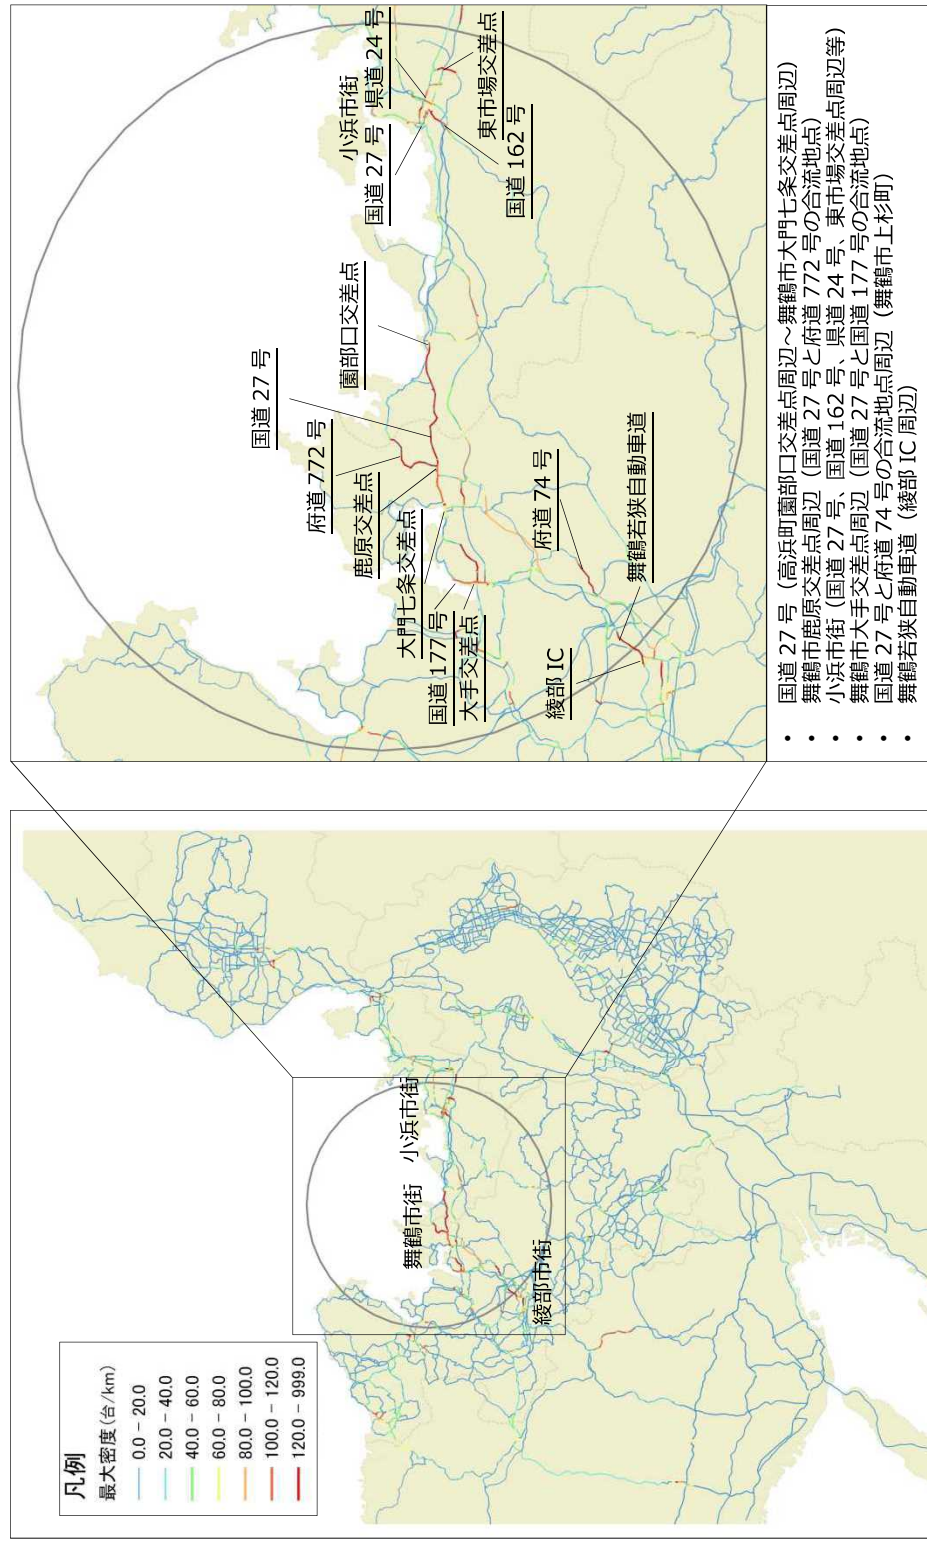 凡例
最大密度(台/km)
0.0 – 20.0
20.0 – 40.0
40.0 – 60.0
60.0 – 80.0
80.0 – 100.0
100.0 – 120.0
120.0 – 999.0
舞鶴市街
小浜市街
綾部市街
国道 27 号
府道 772 号
鹿原交差点
大門七条交差点
国道 177 号
大手交差点
綾部 IC
薗部口交差点
府道 74 号
舞鶴若狭自動車道
小浜市街
国道 27 号
県道 24 号
東市場交差点
国道 162 号
・ 国道 27 号（高浜町薗部口交差点周辺～舞鶴市大門七条交差点周辺）
・ 舞鶴市鹿原交差点周辺（国道 27 号と府道 772 号の合流地点）
・ 小浜市街（国道 27 号、国道 162 号、県道 24 号、東市場交差点周辺等）
・ 舞鶴市大手交差点周辺（国道 27 号と国道 177 号の合流地点）
・ 国道 27 号と府道 74 号の合流地点周辺（舞鶴市上杉町）
・ 舞鶴若狭自動車道（綾部 IC 周辺）